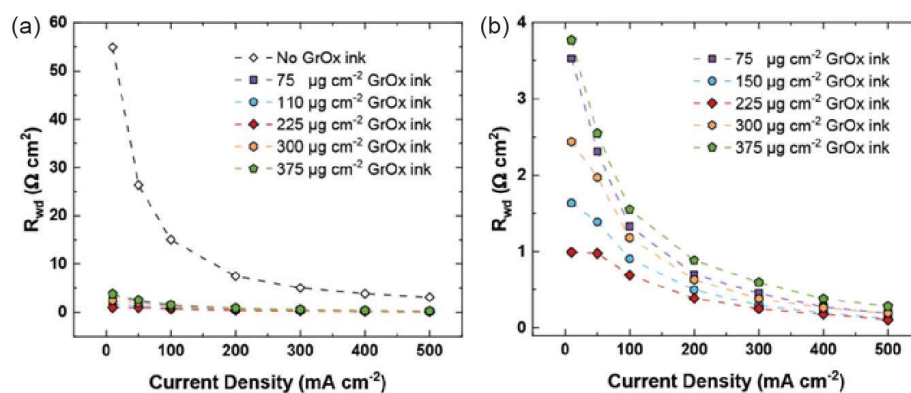 (a)
60
50
40
30
20
10
0
R_wd (Ω cm²)
No GrOx ink
75 µg cm⁻² GrOx ink
110 µg cm⁻² GrOx ink
225 µg cm⁻² GrOx ink
300 µg cm⁻² GrOx ink
375 µg cm⁻² GrOx ink
0 100 200 300 400 500
Current Density (mA cm⁻²)
(b)
4
3
2
1
0
R_wd (Ω cm²)
75 µg cm⁻² GrOx ink
150 µg cm⁻² GrOx ink
225 µg cm⁻² GrOx ink
300 µg cm⁻² GrOx ink
375 µg cm⁻² GrOx ink
0 100 200 300 400 500
Current Density (mA cm⁻²)